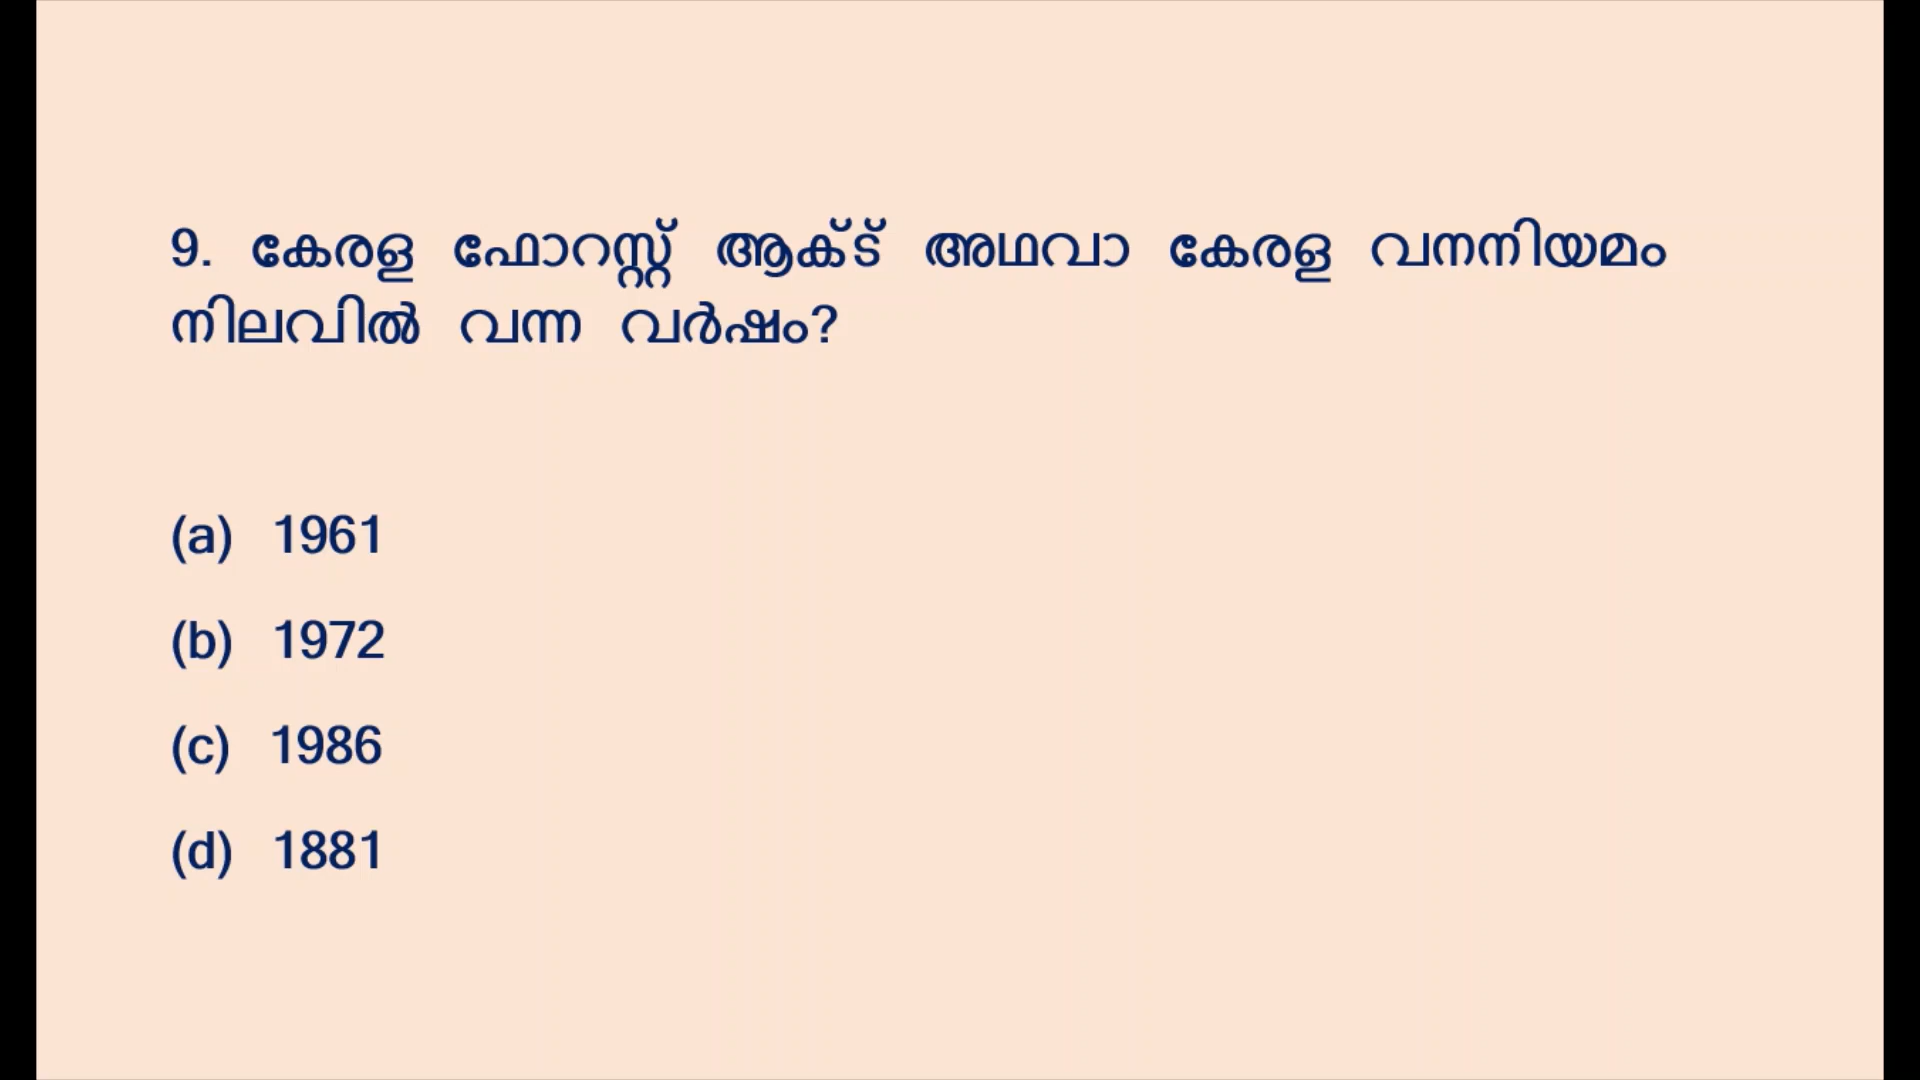 9. കേരള ഫോറസ്റ്റ് ആക്ട് അഥവാ കേരള വനനിയമം
നിലവിൽ വന്ന വർഷം?
(a) 1961
(b) 1972
(c) 1986
(d) 1881